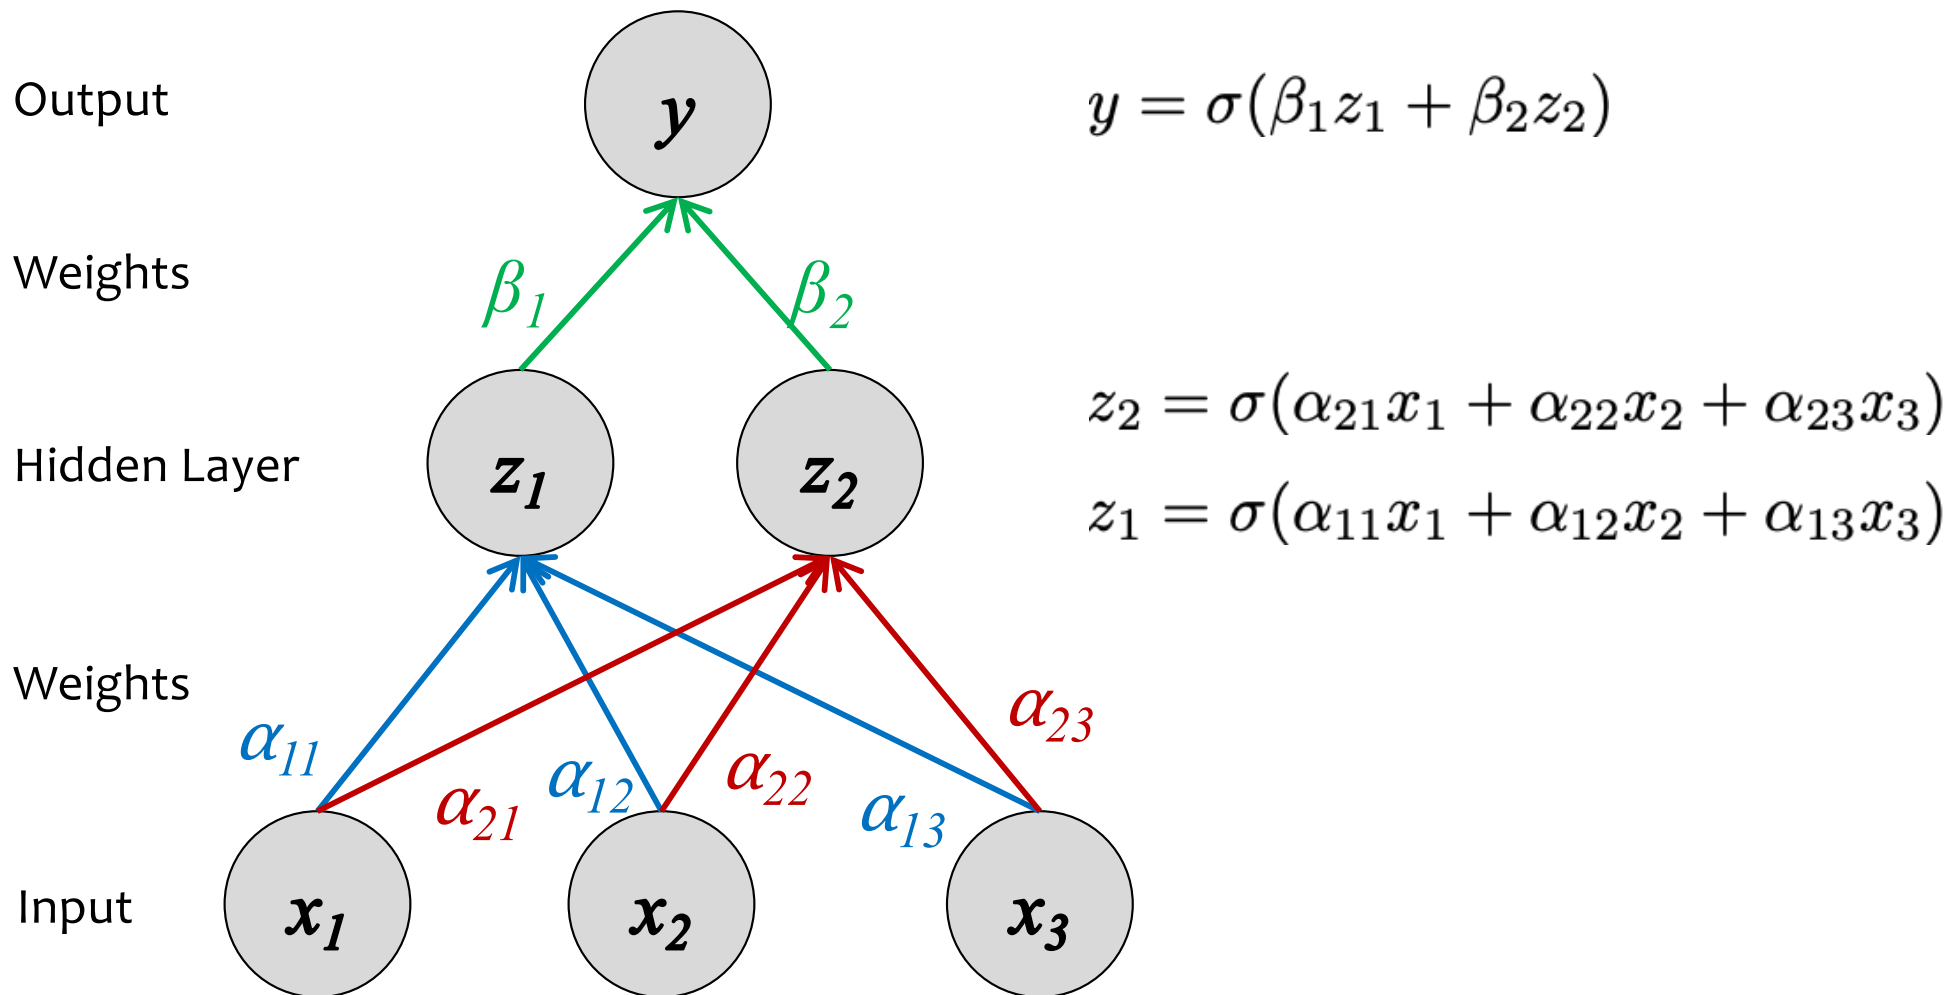 Output
y
y = σ(β₁z₁ + β₂z₂)
Weights
β₁
β₂
Hidden Layer
z₁
z₂
z₂ = σ(α₂₁x₁ + α₂₂x₂ + α₂₃x₃)
z₁ = σ(α₁₁x₁ + α₁₂x₂ + α₁₃x₃)
Weights
α₁₁
α₂₁
α₁₂
α₂₂
α₁₃
α₂₃
Input
x₁
x₂
x₃